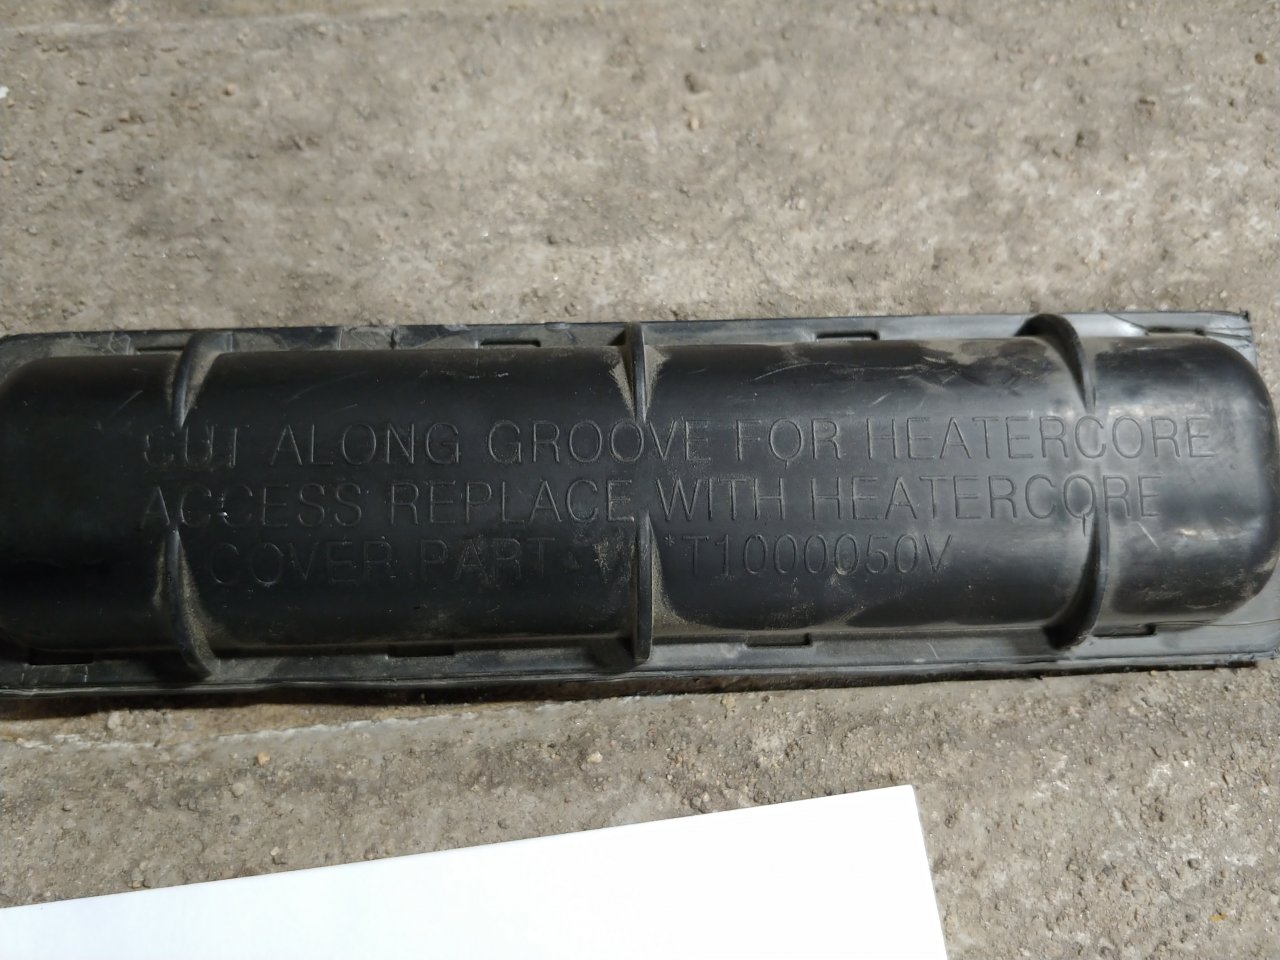 CUT ALONG GROOVE FOR HEATERCORE
ACCESS REPLACE WITH HEATERCORE
COVER PART *T1000050V